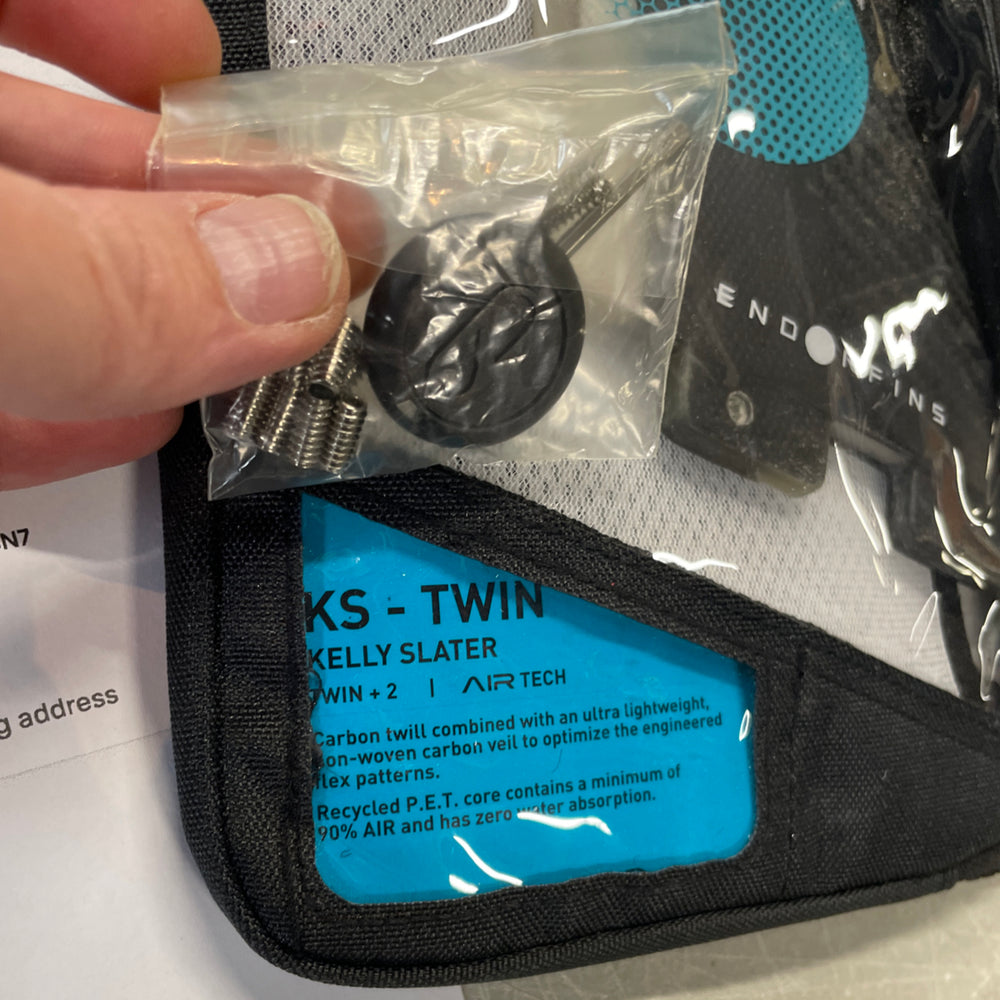 ENDORFINS
N7
g address
KS - TWIN
KELLY SLATER
TWIN + 2 | AIR TECH
Carbon twill combined with an ultra lightweight,
non-woven carbon veil to optimize the engineered
flex patterns.
Recycled P.E.T. core contains a minimum of
90% AIR and has zero water absorption.